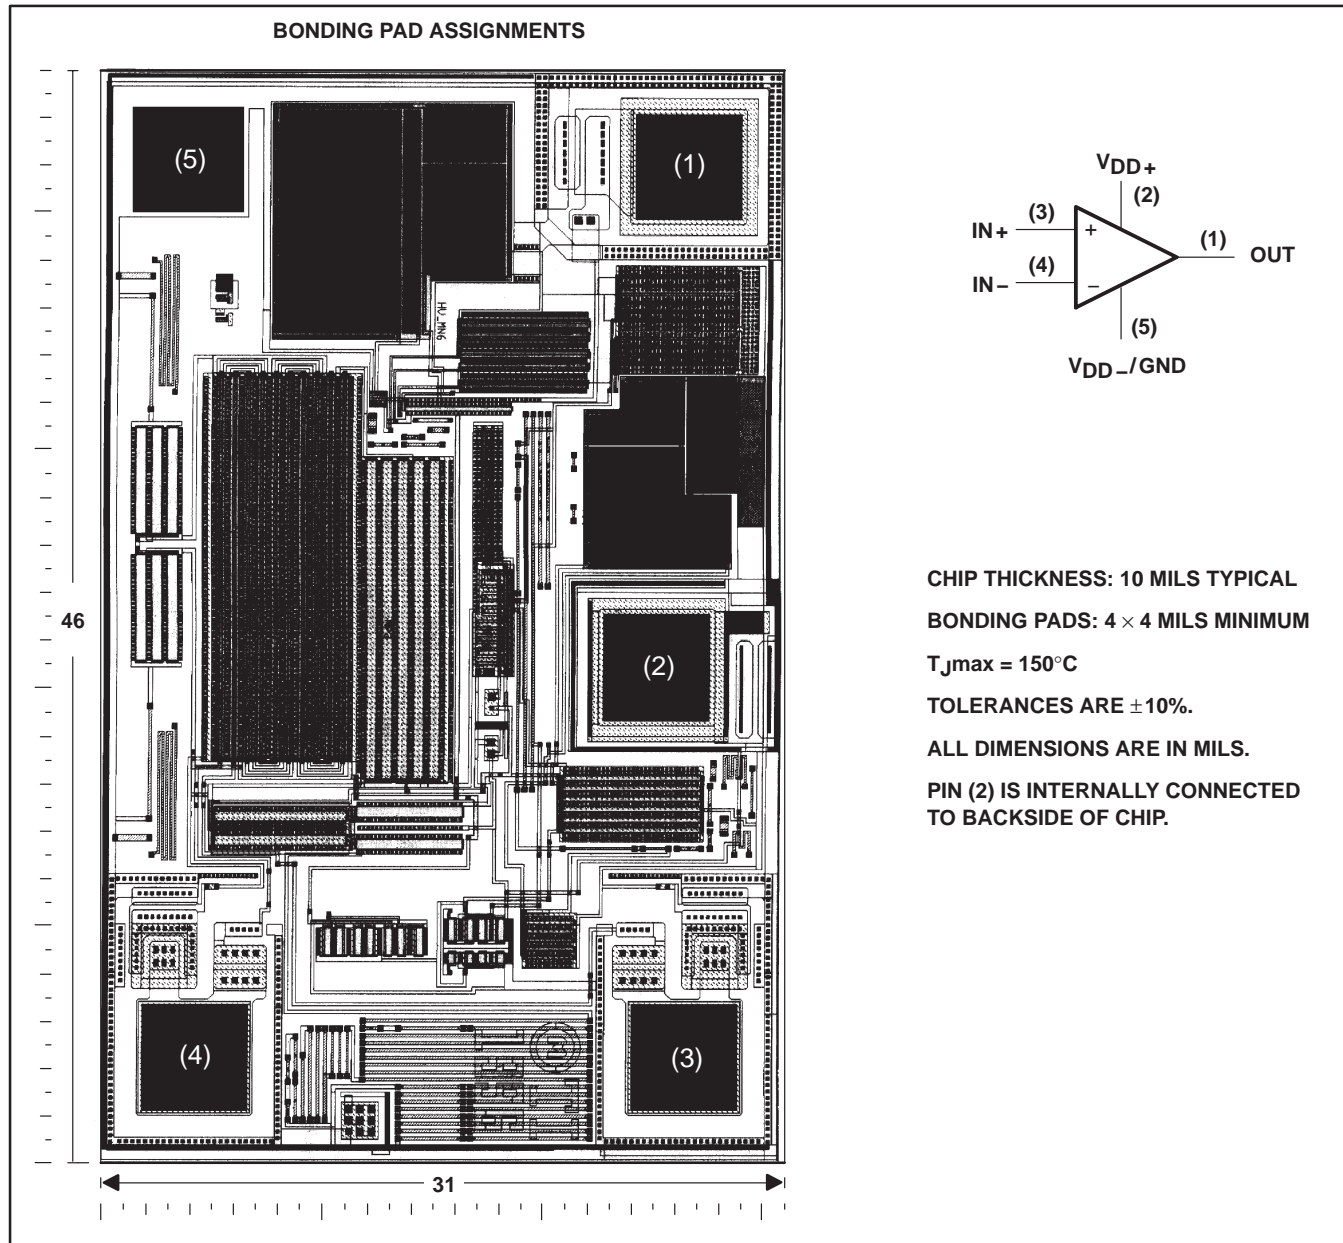 BONDING PAD ASSIGNMENTS
(5)
(1)
HV_MN6
46
(2)
(4)
(3)
31
VDD+
(2)
(3)
IN+
+
(1)
OUT
(4)
IN−
−
(5)
VDD−/GND
CHIP THICKNESS: 10 MILS TYPICAL
BONDING PADS: 4 × 4 MILS MINIMUM
TJmax = 150°C
TOLERANCES ARE ±10%.
ALL DIMENSIONS ARE IN MILS.
PIN (2) IS INTERNALLY CONNECTED
TO BACKSIDE OF CHIP.